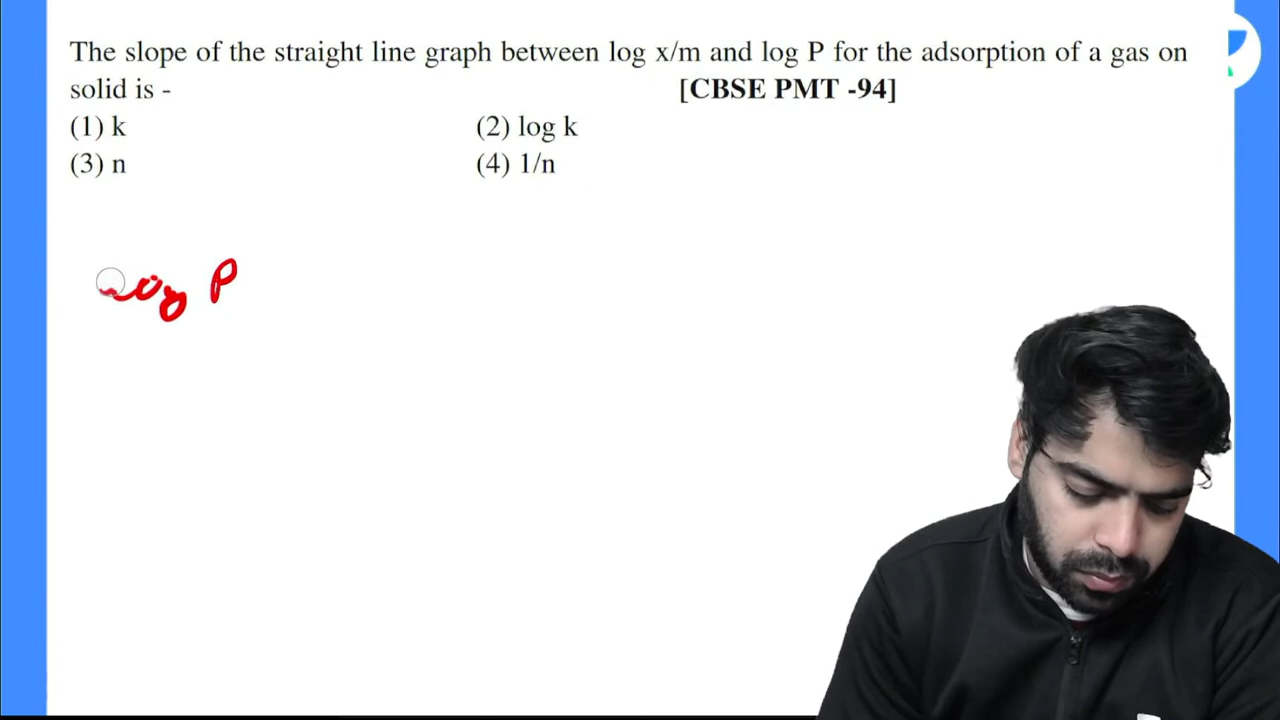 The slope of the straight line graph between log x/m and log P for the adsorption of a gas on
solid is - [CBSE PMT -94]
(1) k (2) log k
(3) n (4) 1/n
log P